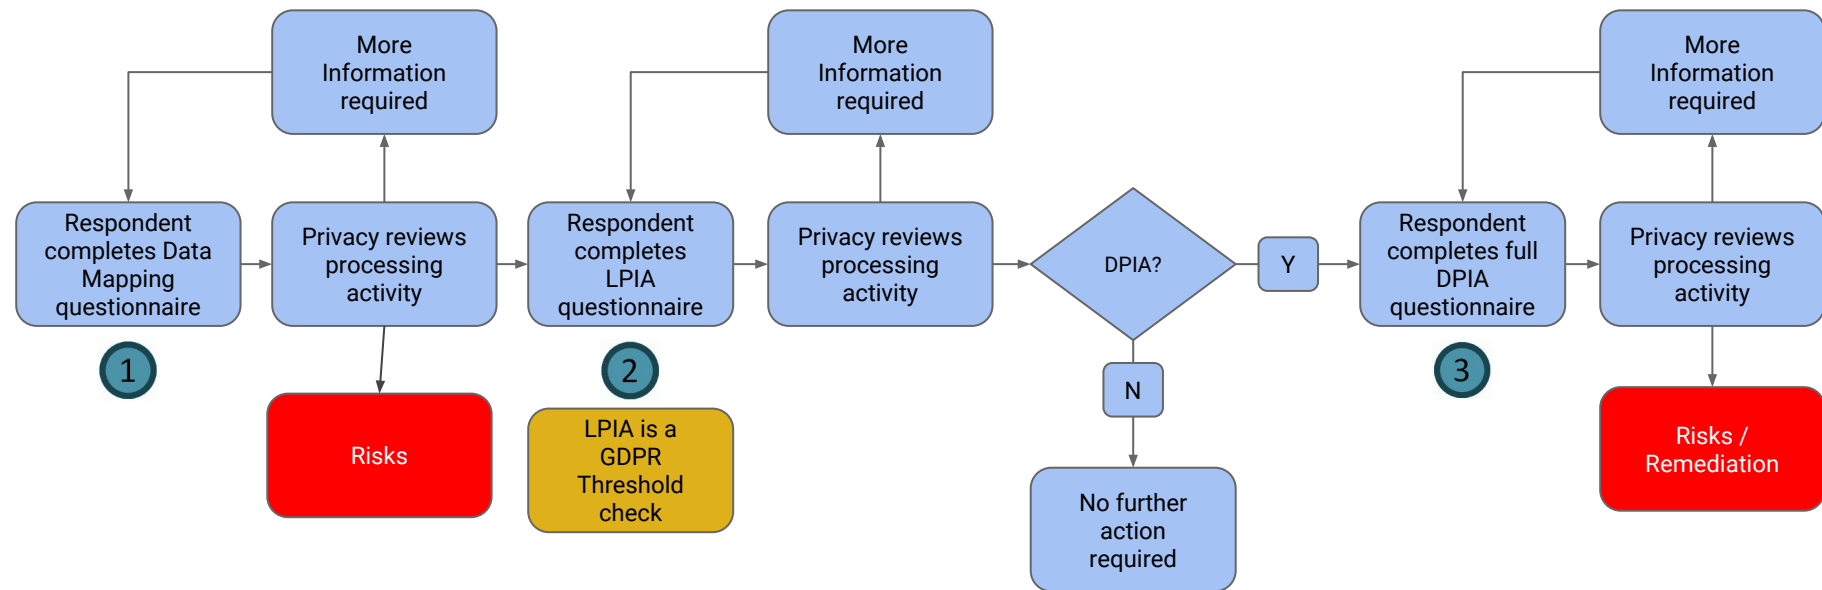 More
Information
required
More
Information
required
More
Information
required
Respondent
completes Data
Mapping
questionnaire
Privacy reviews
processing
activity
Respondent
completes
LPIA
questionnaire
Privacy reviews
processing
activity
DPIA?
Y
Respondent
completes full
DPIA
questionnaire
Privacy reviews
processing
activity
1
2
3
N
Risks
LPIA is a
GDPR
Threshold
check
Risks /
Remediation
No further
action
required